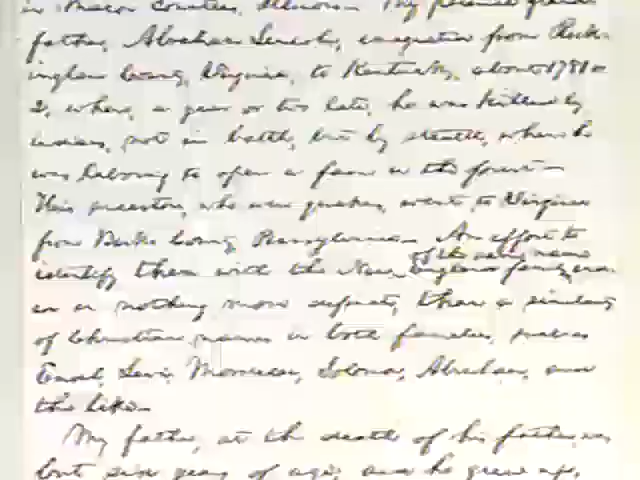 in Macon Counties, Illinois. My paternal grand-
father, Abraham Lincoln, emigrated from Rock-
ingham County, Virginia, to Kentucky, about 1781 or
2, where, a year or two later, he was killed by
indians, not in battle, but by stealth, when he
was laboring to open a farm in the forest.
His ancestors, who were quakers, went to Virginia
from Berks County, Pennsylvania. An effort to
identify them with the New England family of the same name
ended in nothing more definite, than a similarity
of Christian names in both families, such as
Enoch, Levi, Mordecai, Solomon, Abraham, and
the like.
My father, at the death of his father, was
but six years of age; and he grew up,